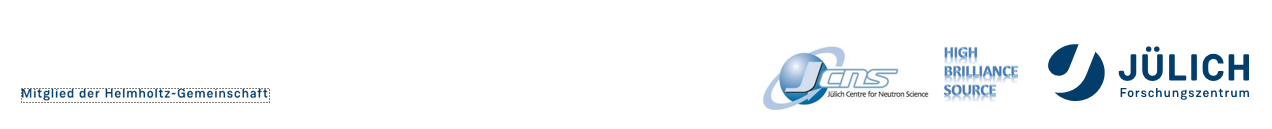 Mitglied der Helmholtz-Gemeinschaft
Jcns
Jülich Centre for Neutron Science
HIGH
BRILLIANCE
SOURCE
JÜLICH
Forschungszentrum